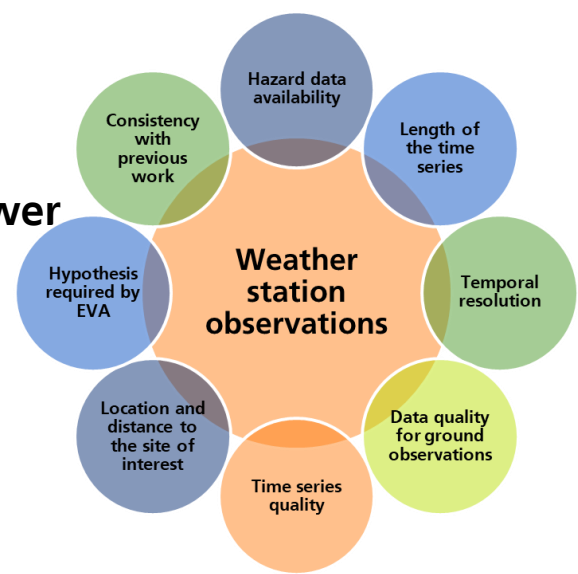 Hazard data
availability
Length of
the time
series
Temporal
resolution
Data quality
for ground
observations
Time series
quality
Location and
distance to
the site of
interest
Hypothesis
required by
EVA
Consistency
with
previous
work
Weather
station
observations
wer